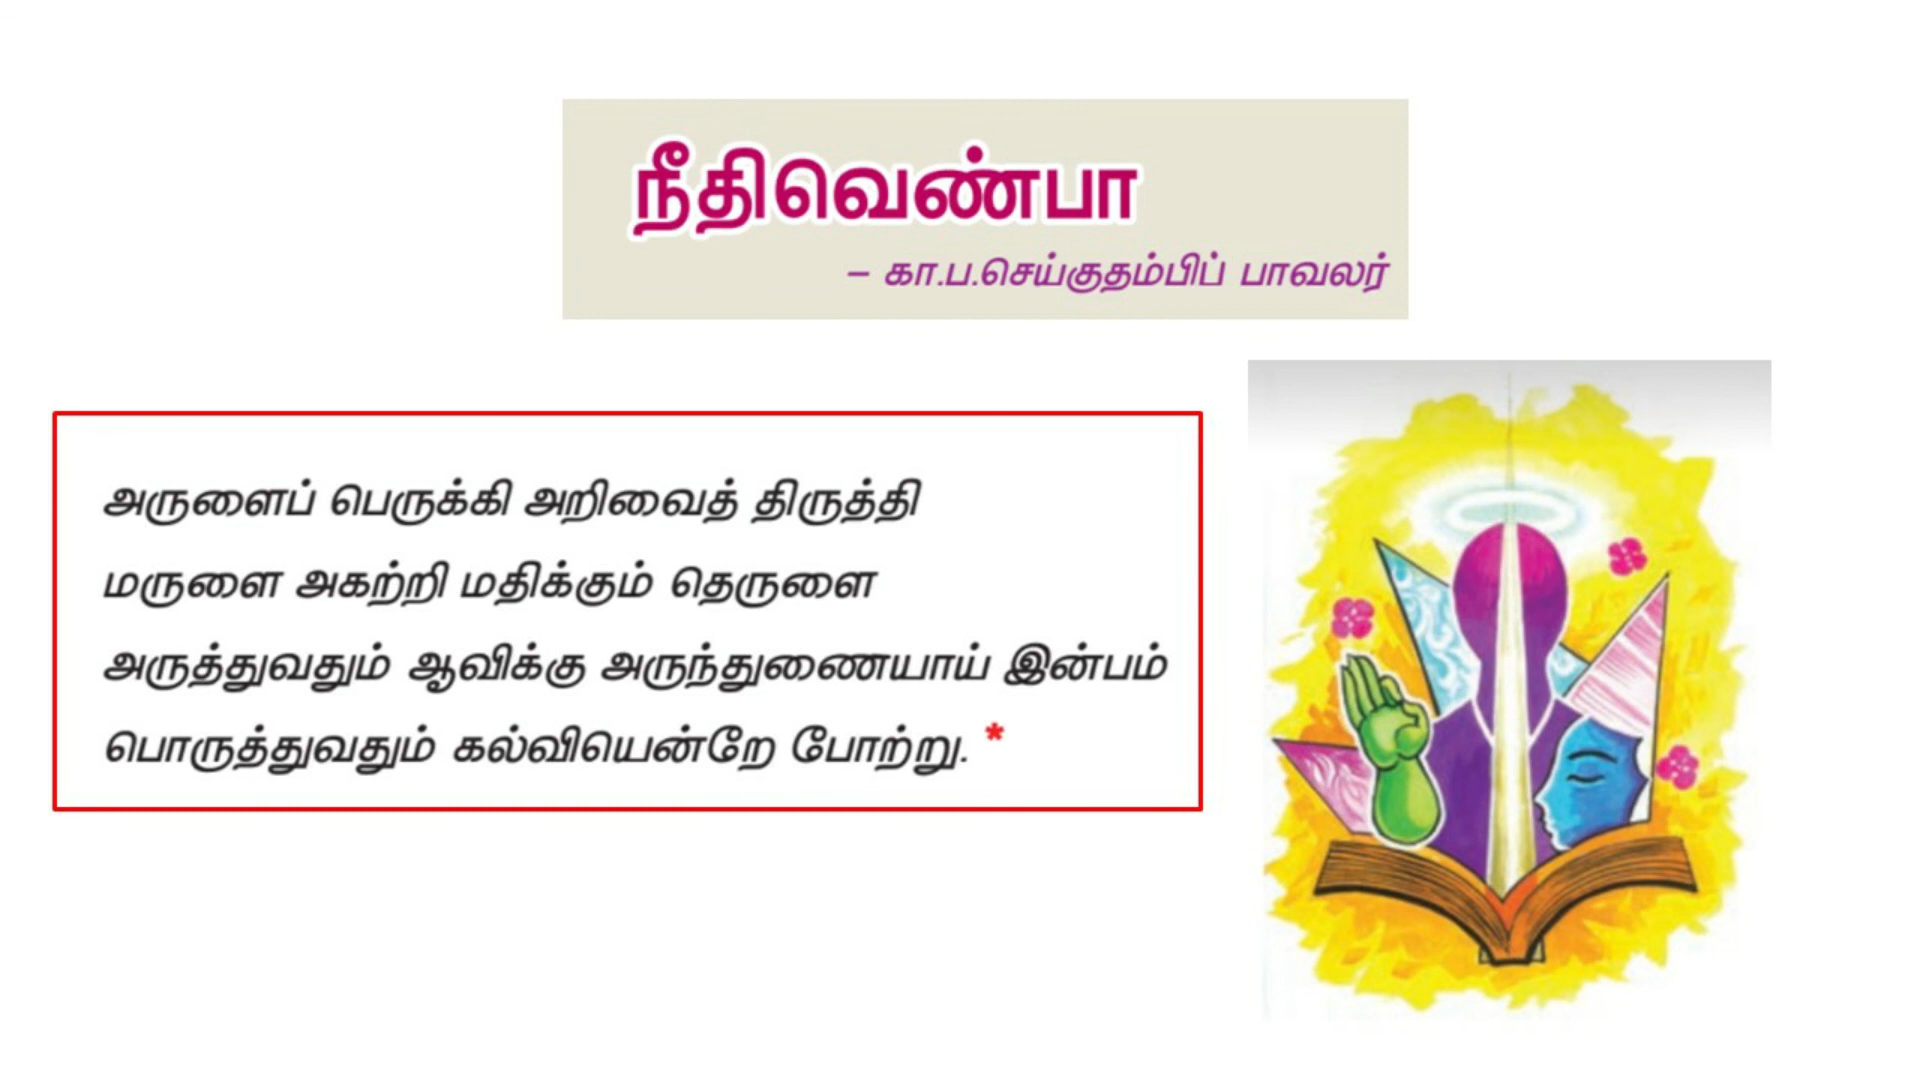 நீதிவெண்பா
– கா.ப.செய்குதம்பிப் பாவலர்
அருளைப் பெருக்கி அறிவைத் திருத்தி
மருளை அகற்றி மதிக்கும் தெருளை
அருத்துவதும் ஆவிக்கு அருந்துணையாய் இன்பம்
பொருத்துவதும் கல்வியென்றே போற்று. *